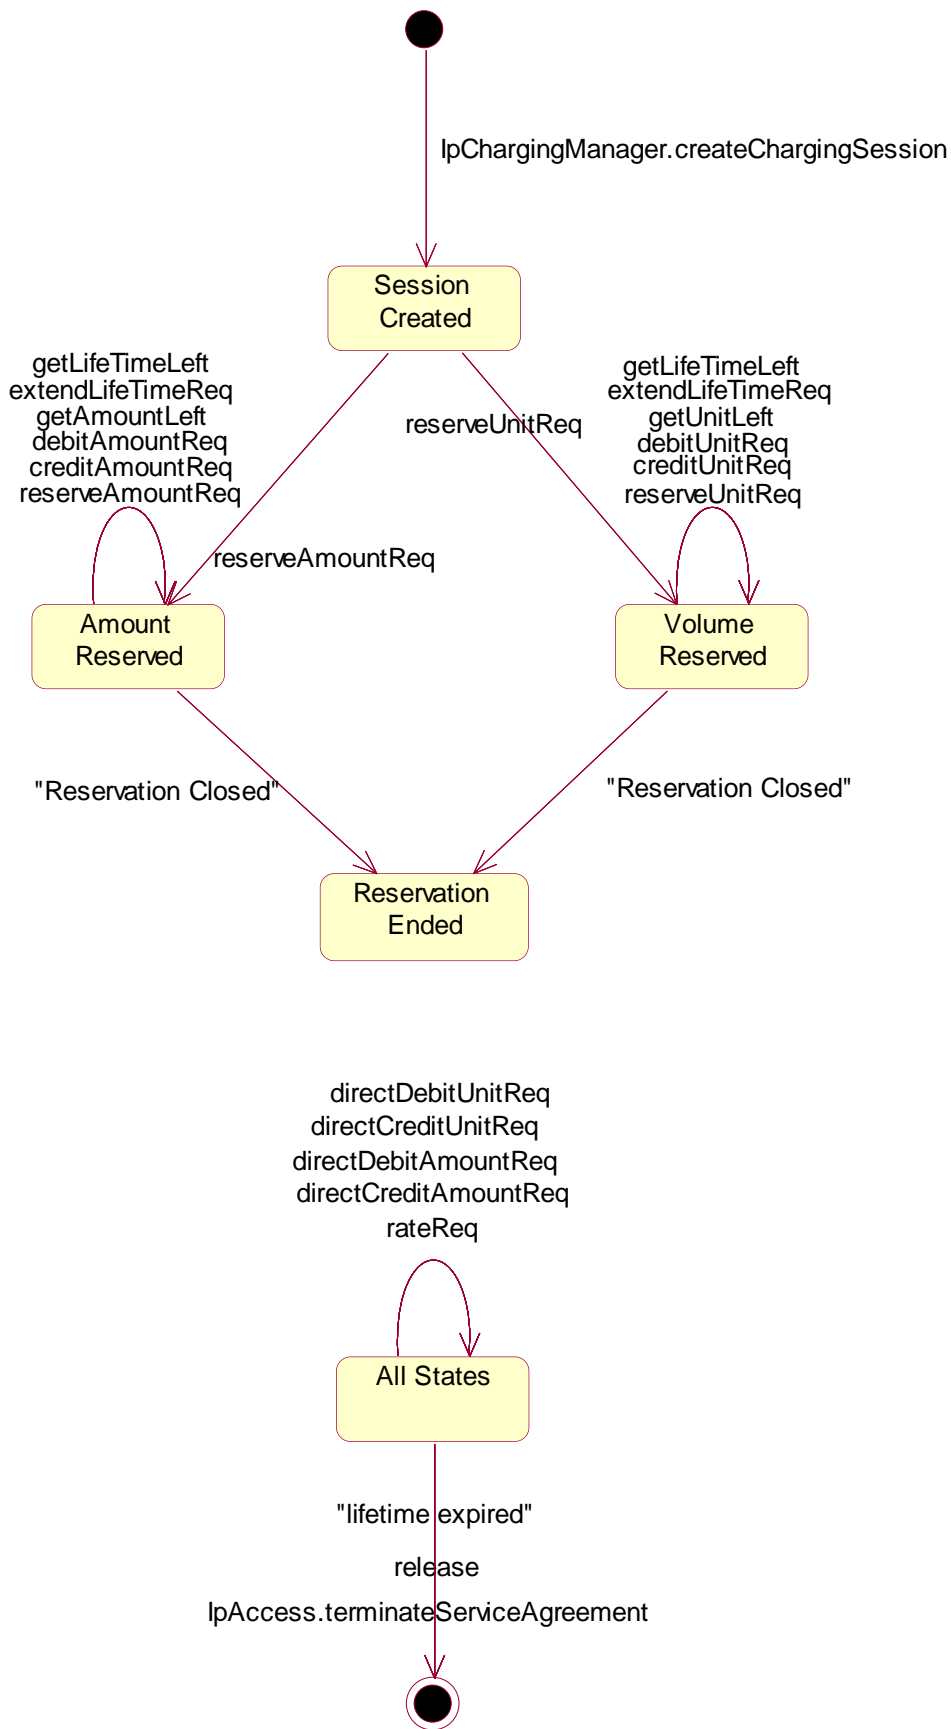 IpChargingManager.createChargingSession
Session
Created
getLifeTimeLeft
extendLifeTimeReq
getAmountLeft
debitAmountReq
creditAmountReq
reserveAmountReq
reserveUnitReq
getLifeTimeLeft
extendLifeTimeReq
getUnitLeft
debitUnitReq
creditUnitReq
reserveUnitReq
reserveAmountReq
Amount
Reserved
Volume
Reserved
"Reservation Closed"
"Reservation Closed"
Reservation
Ended
directDebitUnitReq
directCreditUnitReq
directDebitAmountReq
directCreditAmountReq
rateReq
All States
"lifetime expired"
release
IpAccess.terminateServiceAgreement